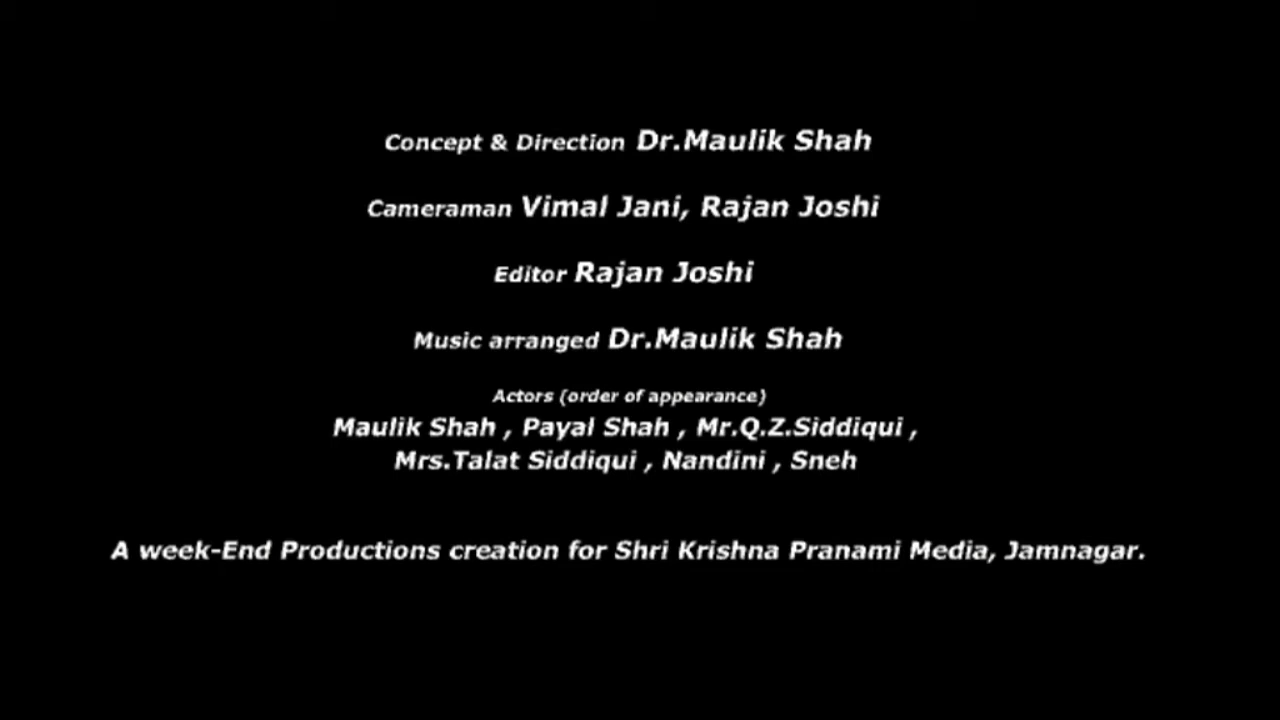 Concept & Direction Dr.Maulik Shah
Cameraman Vimal Jani, Rajan Joshi
Editor Rajan Joshi
Music arranged Dr.Maulik Shah
Actors (order of appearance)
Maulik Shah , Payal Shah , Mr.Q.Z.Siddiqui ,
Mrs.Talat Siddiqui , Nandini , Sneh
A week-End Productions creation for Shri Krishna Pranami Media, Jamnagar.